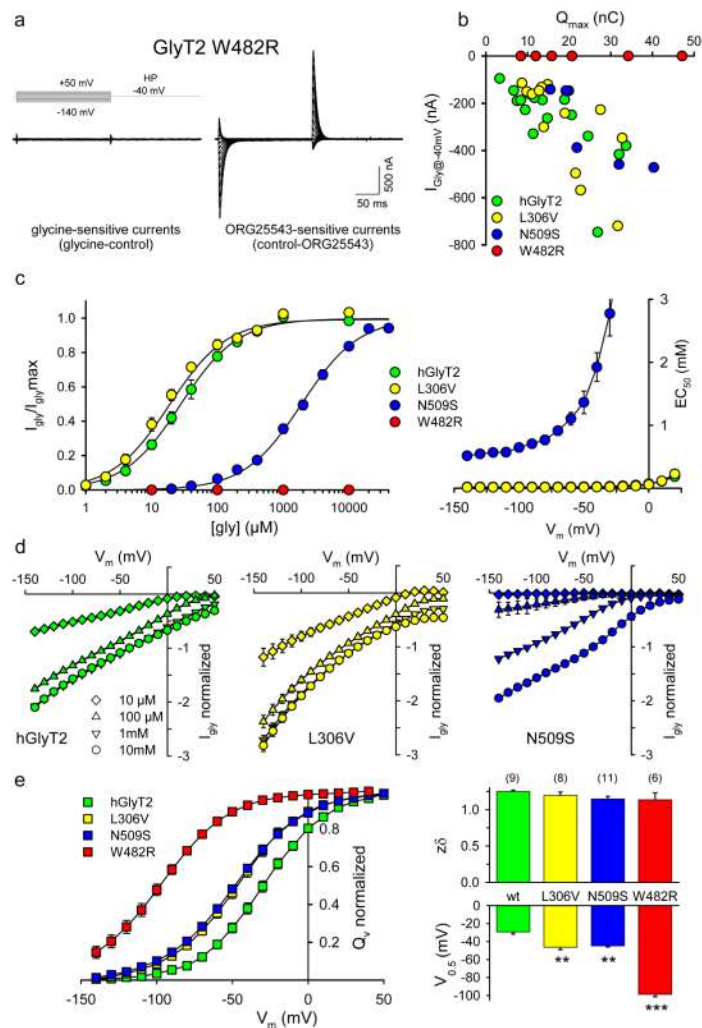 a
GlyT2 W482R
+50 mV
HP
-40 mV
-140 mV
500 nA
50 ms
glycine-sensitive currents
(glycine-control)
ORG25543-sensitive currents
(control-ORG25543)
b
Qmax (nC)
0 10 20 30 40 50
0
-200
-400
-600
-800
IGly@-40mV (nA)
hGlyT2
L306V
N509S
W482R
c
1.0
0.8
0.6
0.4
0.2
0.0
Igly/Iglymax
1 10 100 1000 10000
[gly] (µM)
hGlyT2
L306V
N509S
W482R
3
2
1
0
EC50 (mM)
-150 -100 -50 0
Vm (mV)
d
Vm (mV)
-150 -100 -50 50
-1
-2
-3
Igly normalized
10 µM
100 µM
1mM
10mM
hGlyT2
Vm (mV)
-150 -100 -50 50
-1
-2
-3
Igly normalized
L306V
Vm (mV)
-150 -100 -50 50
-1
-2
-3
Igly normalized
N509S
e
hGlyT2
L306V
N509S
W482R
0.8
0.6
0.4
0.2
Qv normalized
-150 -100 -50 0 50
Vm (mV)
(9) (8) (11) (6)
1.0
0.5
0.0
zδ
wt L306V N509S W482R
0
-20
-40
-60
-80
-100
V0.5 (mV)
** ** ***